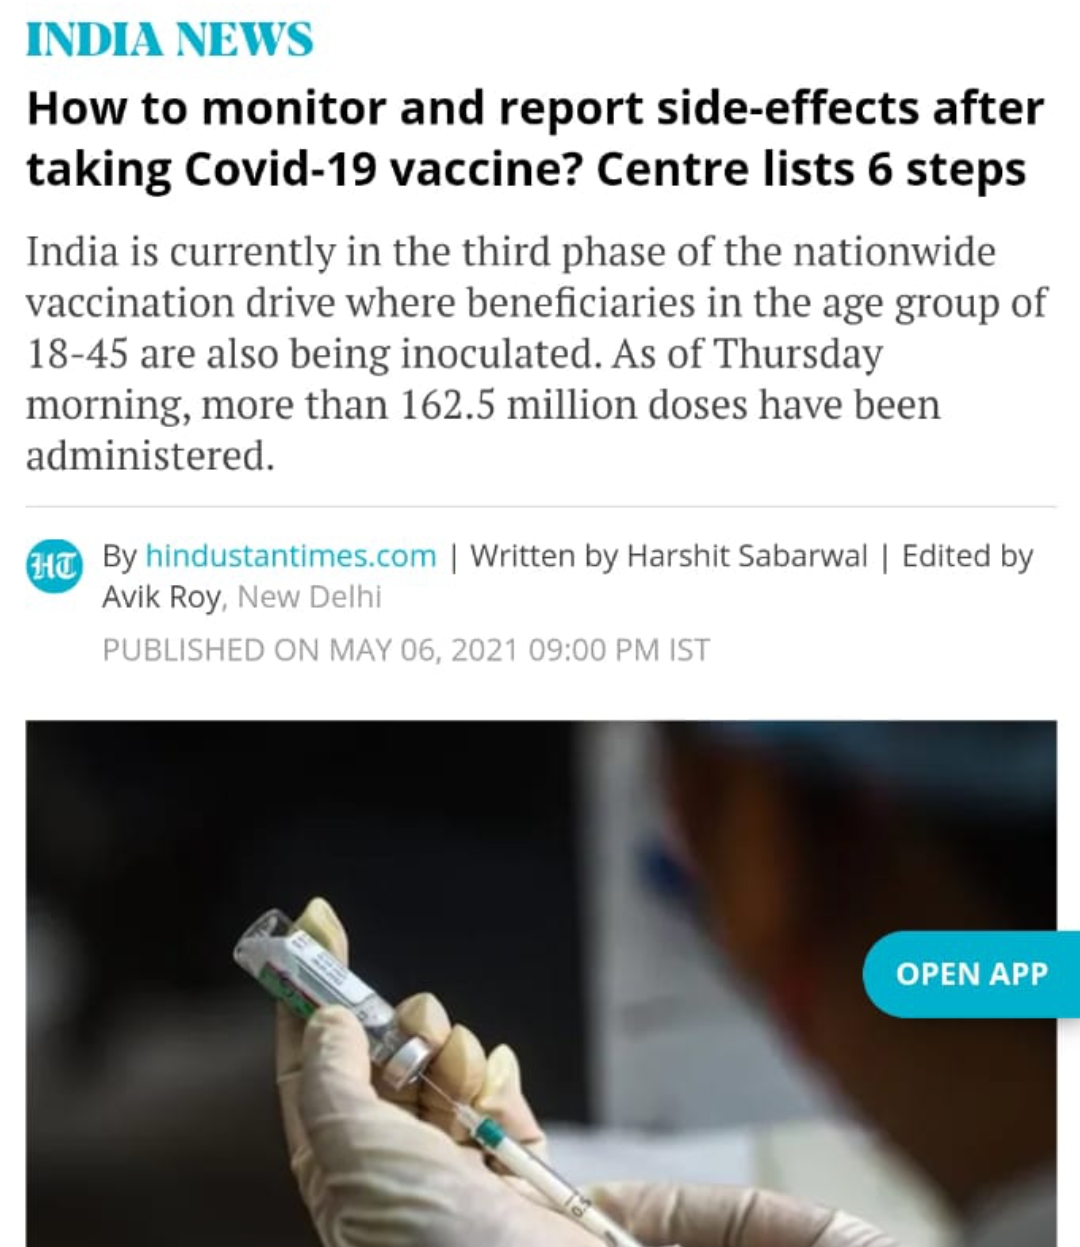 INDIA NEWS
How to monitor and report side-effects after
taking Covid-19 vaccine? Centre lists 6 steps
India is currently in the third phase of the nationwide
vaccination drive where beneficiaries in the age group of
18-45 are also being inoculated. As of Thursday
morning, more than 162.5 million doses have been
administered.
HT
By hindustantimes.com | Written by Harshit Sabarwal | Edited by
Avik Roy, New Delhi
PUBLISHED ON MAY 06, 2021 09:00 PM IST
OPEN APP
0.5